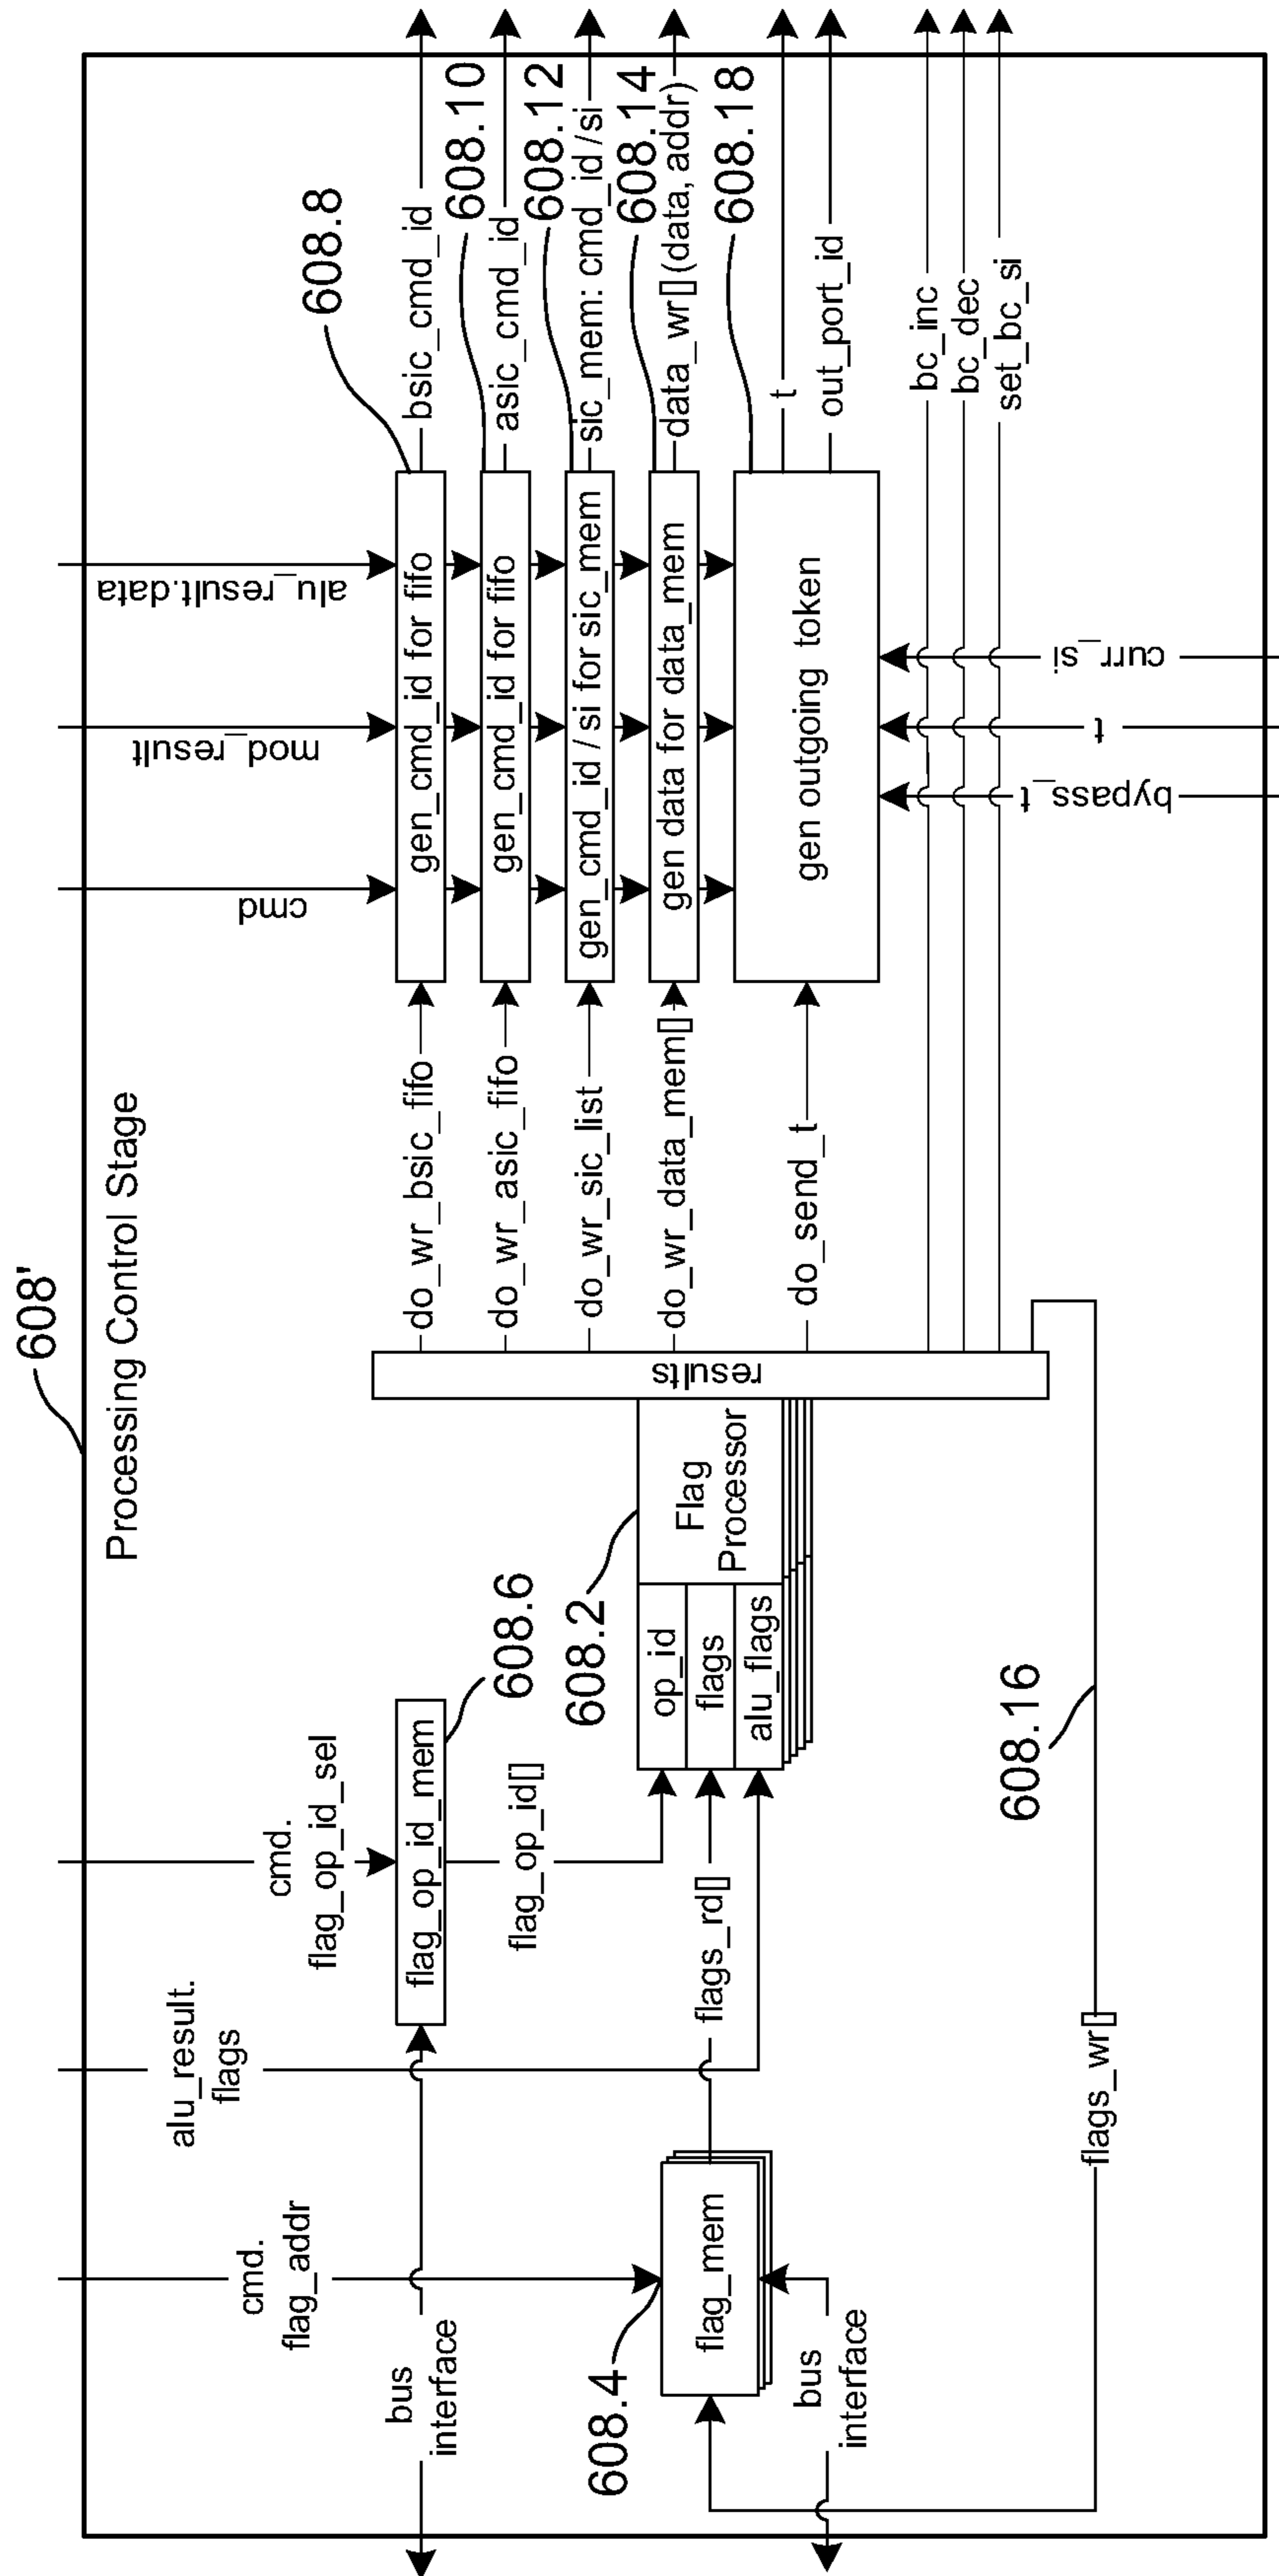 608'
Processing Control Stage
cmd.
flag_addr
alu_result.
flags
cmd.
flag_op_id_sel
cmd
mod_result
alu_result.data
bus
interface
flag_op_id_mem
608.6
flag_op_id[]
608.4
flag_mem
bus
interface
flags_rd[]
608.2
op_id
flags
alu_flags
Flag
Processor
results
608.16
flags_wr[]
do_wr_bsic_fifo
do_wr_asic_fifo
do_wr_sic_list
do_wr_data_mem[]
do_send_t
gen_cmd_id for fifo
gen_cmd_id for fifo
gen_cmd_id / si for sic_mem
gen data for data_mem
gen outgoing token
608.8
bsic_cmd_id
608.10
asic_cmd_id
608.12
sic_mem: cmd_id /si
608.14
data_wr[] (data, addr)
608.18
t
out_port_id
bc_inc
bc_dec
set_bc_si
bypass_t
t
curr_si